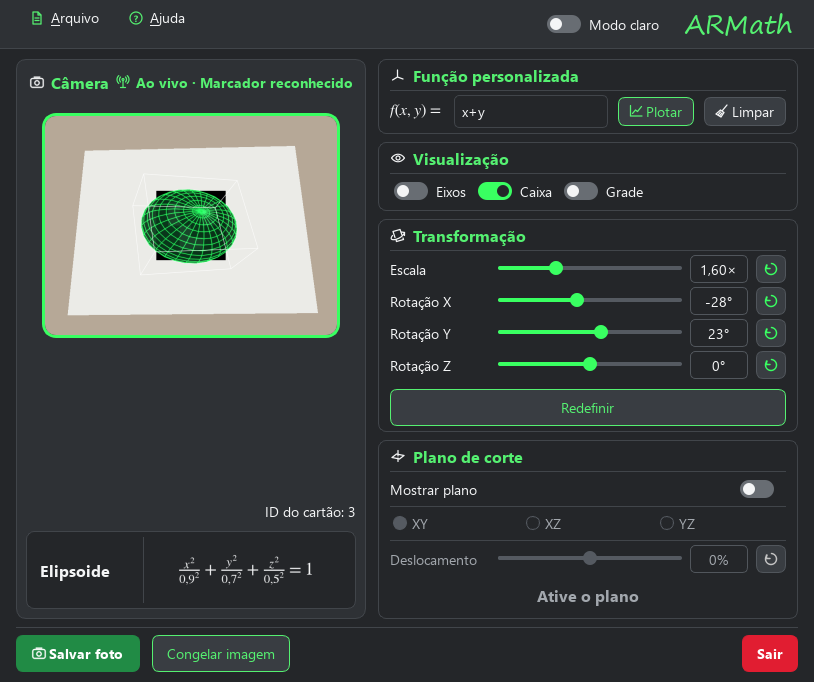 Arquivo
Ajuda
Modo claro
ARMath
Câmera
Ao vivo · Marcador reconhecido
ID do cartão: 3
Elipsoide
x²/0,9² + y²/0,7² + z²/0,5² = 1
Função personalizada
f(x, y) =
x+y
Plotar
Limpar
Visualização
Eixos
Caixa
Grade
Transformação
Escala
1,60×
Rotação X
-28°
Rotação Y
23°
Rotação Z
0°
Redefinir
Plano de corte
Mostrar plano
XY
XZ
YZ
Deslocamento
0%
Ative o plano
Salvar foto
Congelar imagem
Sair